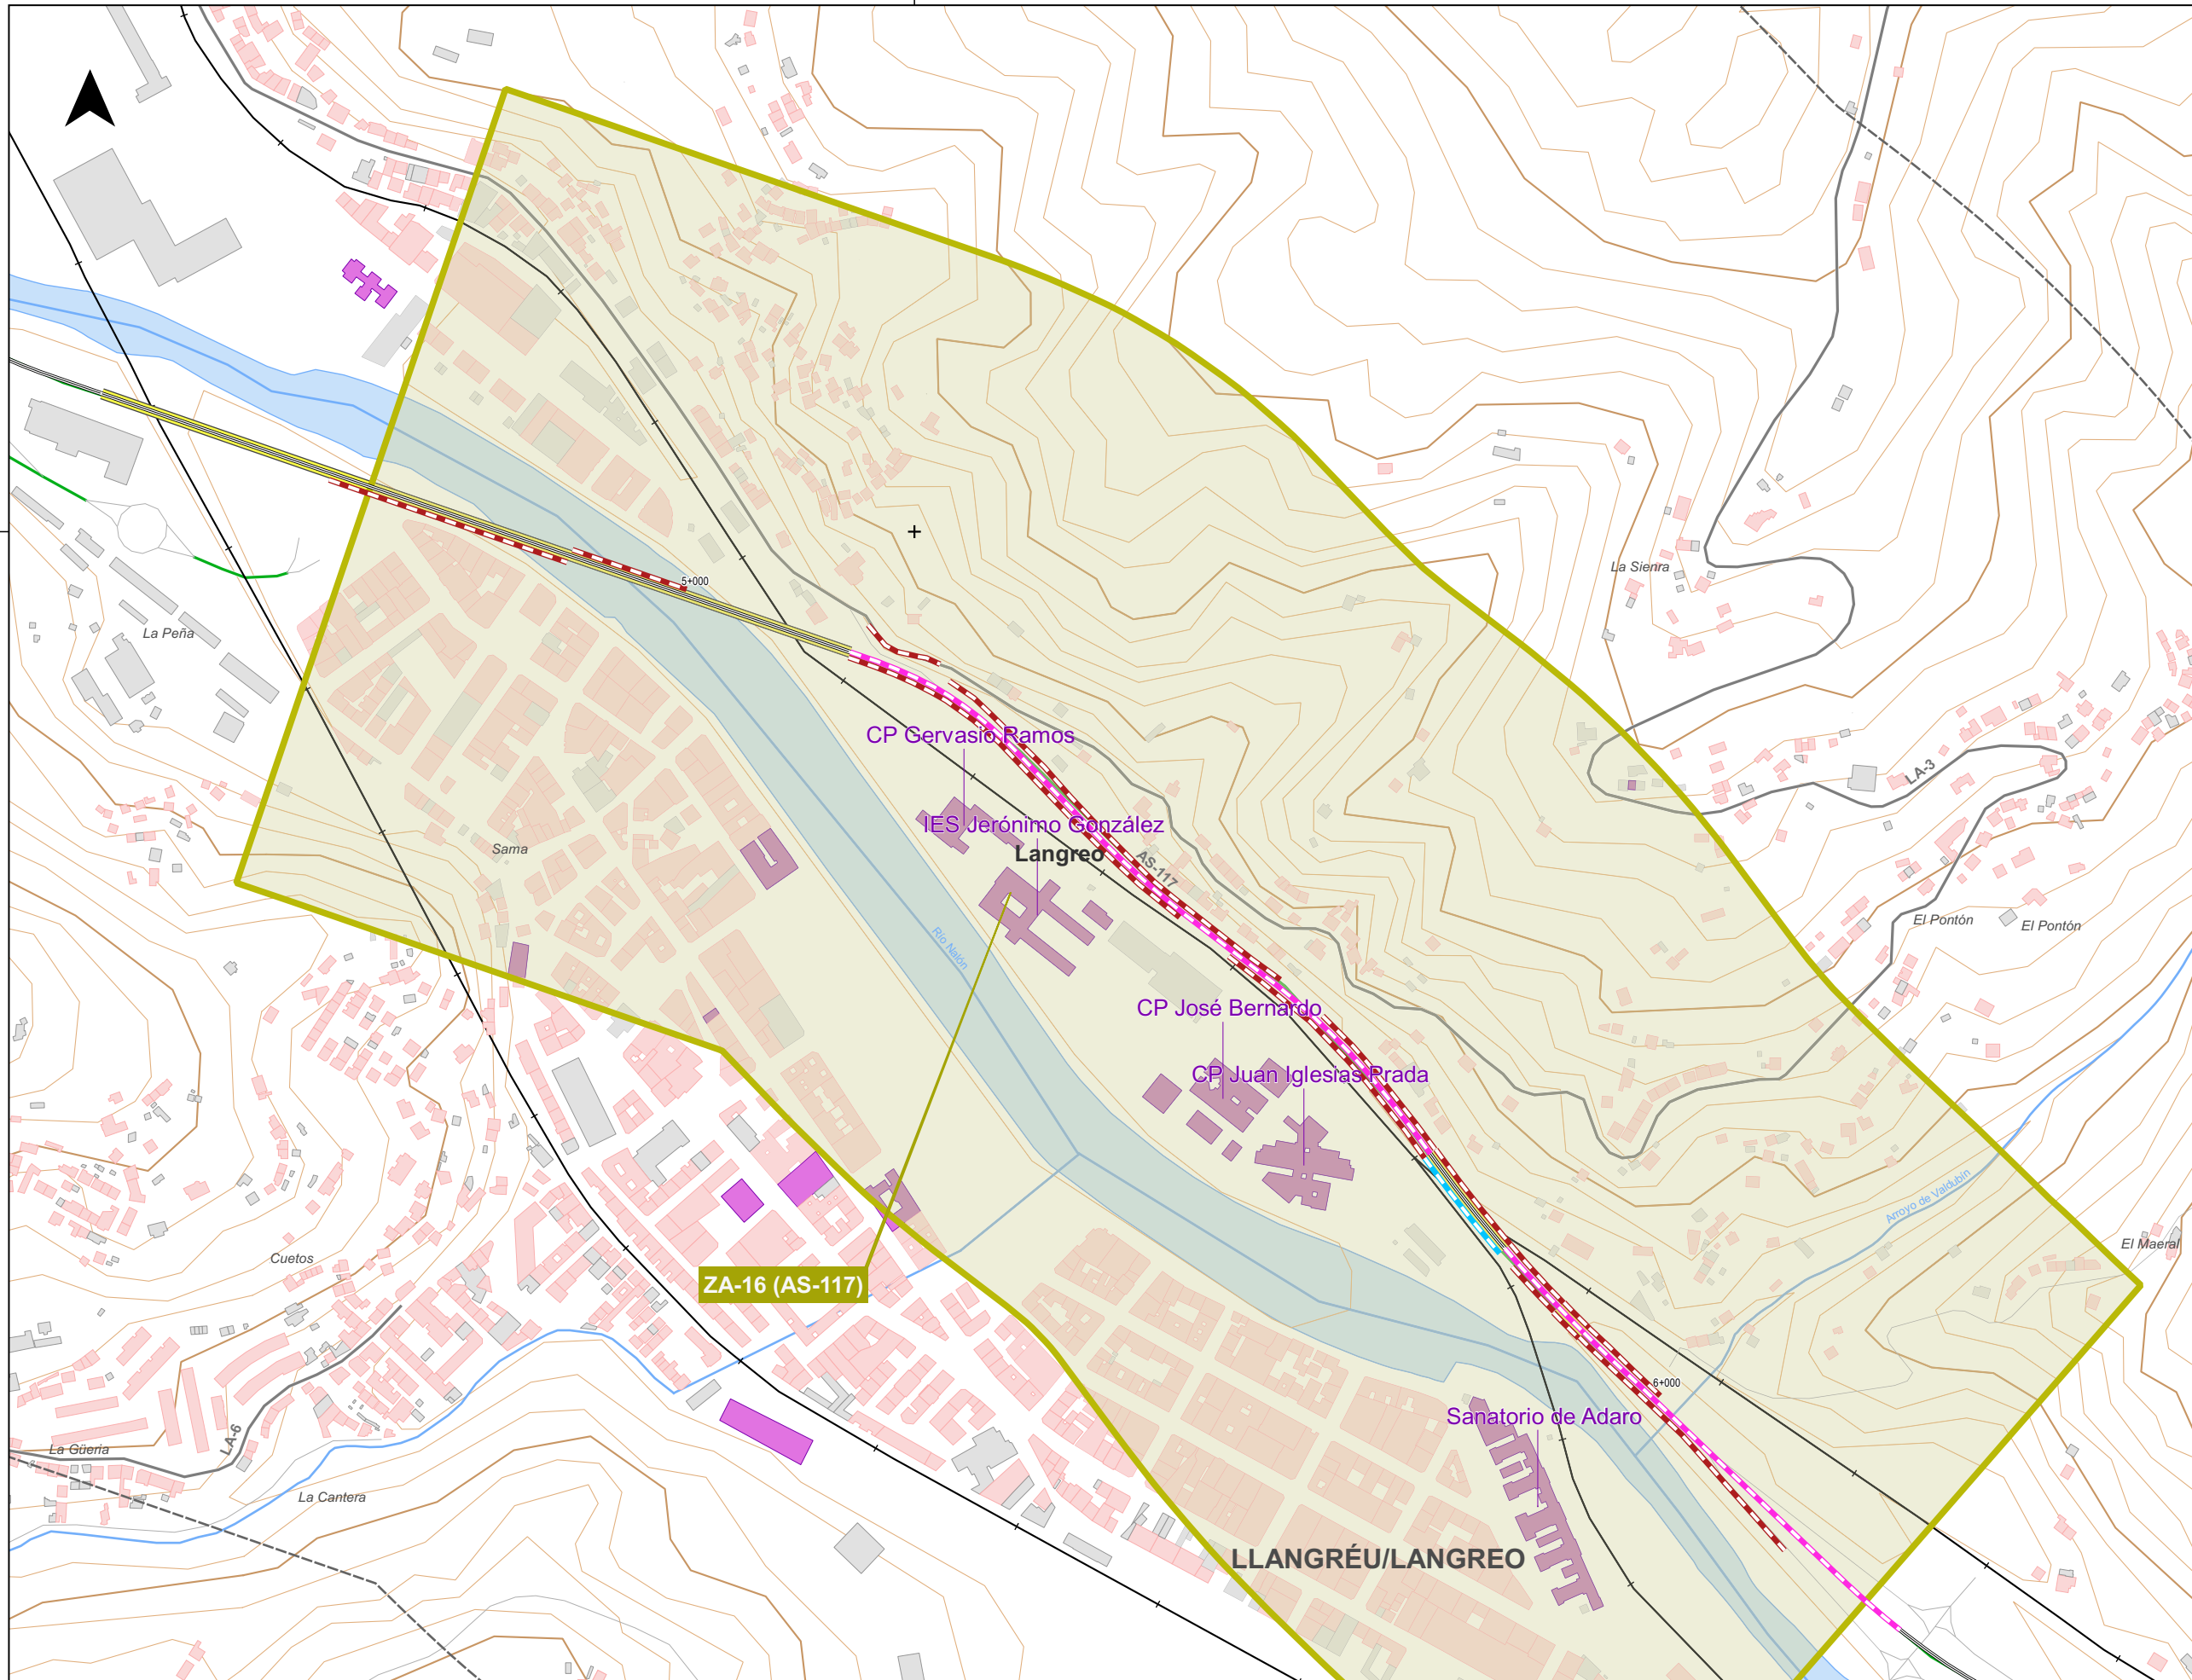 5+000
La Sienra
La Peña
CP Gervasio Ramos
LA-3
IES Jerónimo González
Sama
Langreo
AS-117
El Pontón
El Pontón
Río Nalón
CP José Bernardo
CP Juan Iglesias Prada
Arroyo de Valdubín
El Maeral
Cuetos
ZA-16 (AS-117)
6+000
Sanatorio de Adaro
LA-6
La Güeria
La Cantera
LLANGRÉU/LANGREO